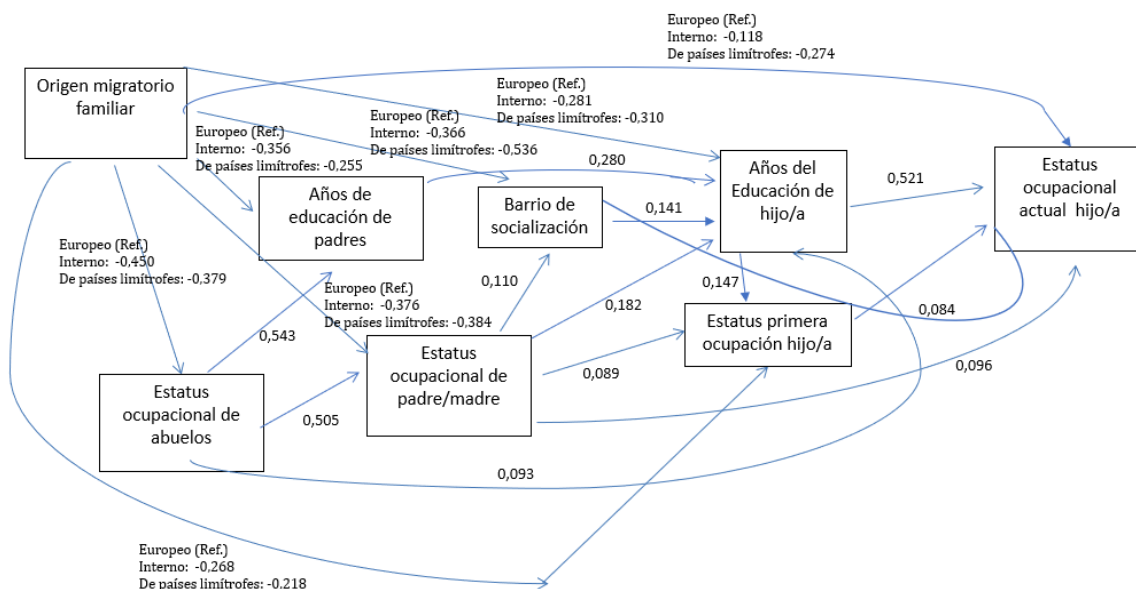 Europeo (Ref.)
Interno: -0,118
De países limítrofes: -0,274
Origen migratorio
familiar
Europeo (Ref.)
Interno: -0,281
De países limítrofes: -0,310
Europeo (Ref.)
Interno: -0,366
De países limítrofes: -0,536
Europeo (Ref.)
Interno: -0,356
De países limítrofes: -0,255
0,280
Años de
educación de
padres
Barrio de
socialización
0,141
Años del
Educación de
hijo/a
0,521
Estatus
ocupacional
actual hijo/a
Europeo (Ref.)
Interno: -0,450
De países limítrofes: -0,379
0,110
0,147
Europeo (Ref.)
Interno: -0,376
De países limítrofes: -0,384
0,182
0,084
0,543
Estatus primera
ocupación hijo/a
Estatus
ocupacional de
padre/madre
0,089
0,096
Estatus
ocupacional de
abuelos
0,505
0,093
Europeo (Ref.)
Interno: -0,268
De países limítrofes: -0,218